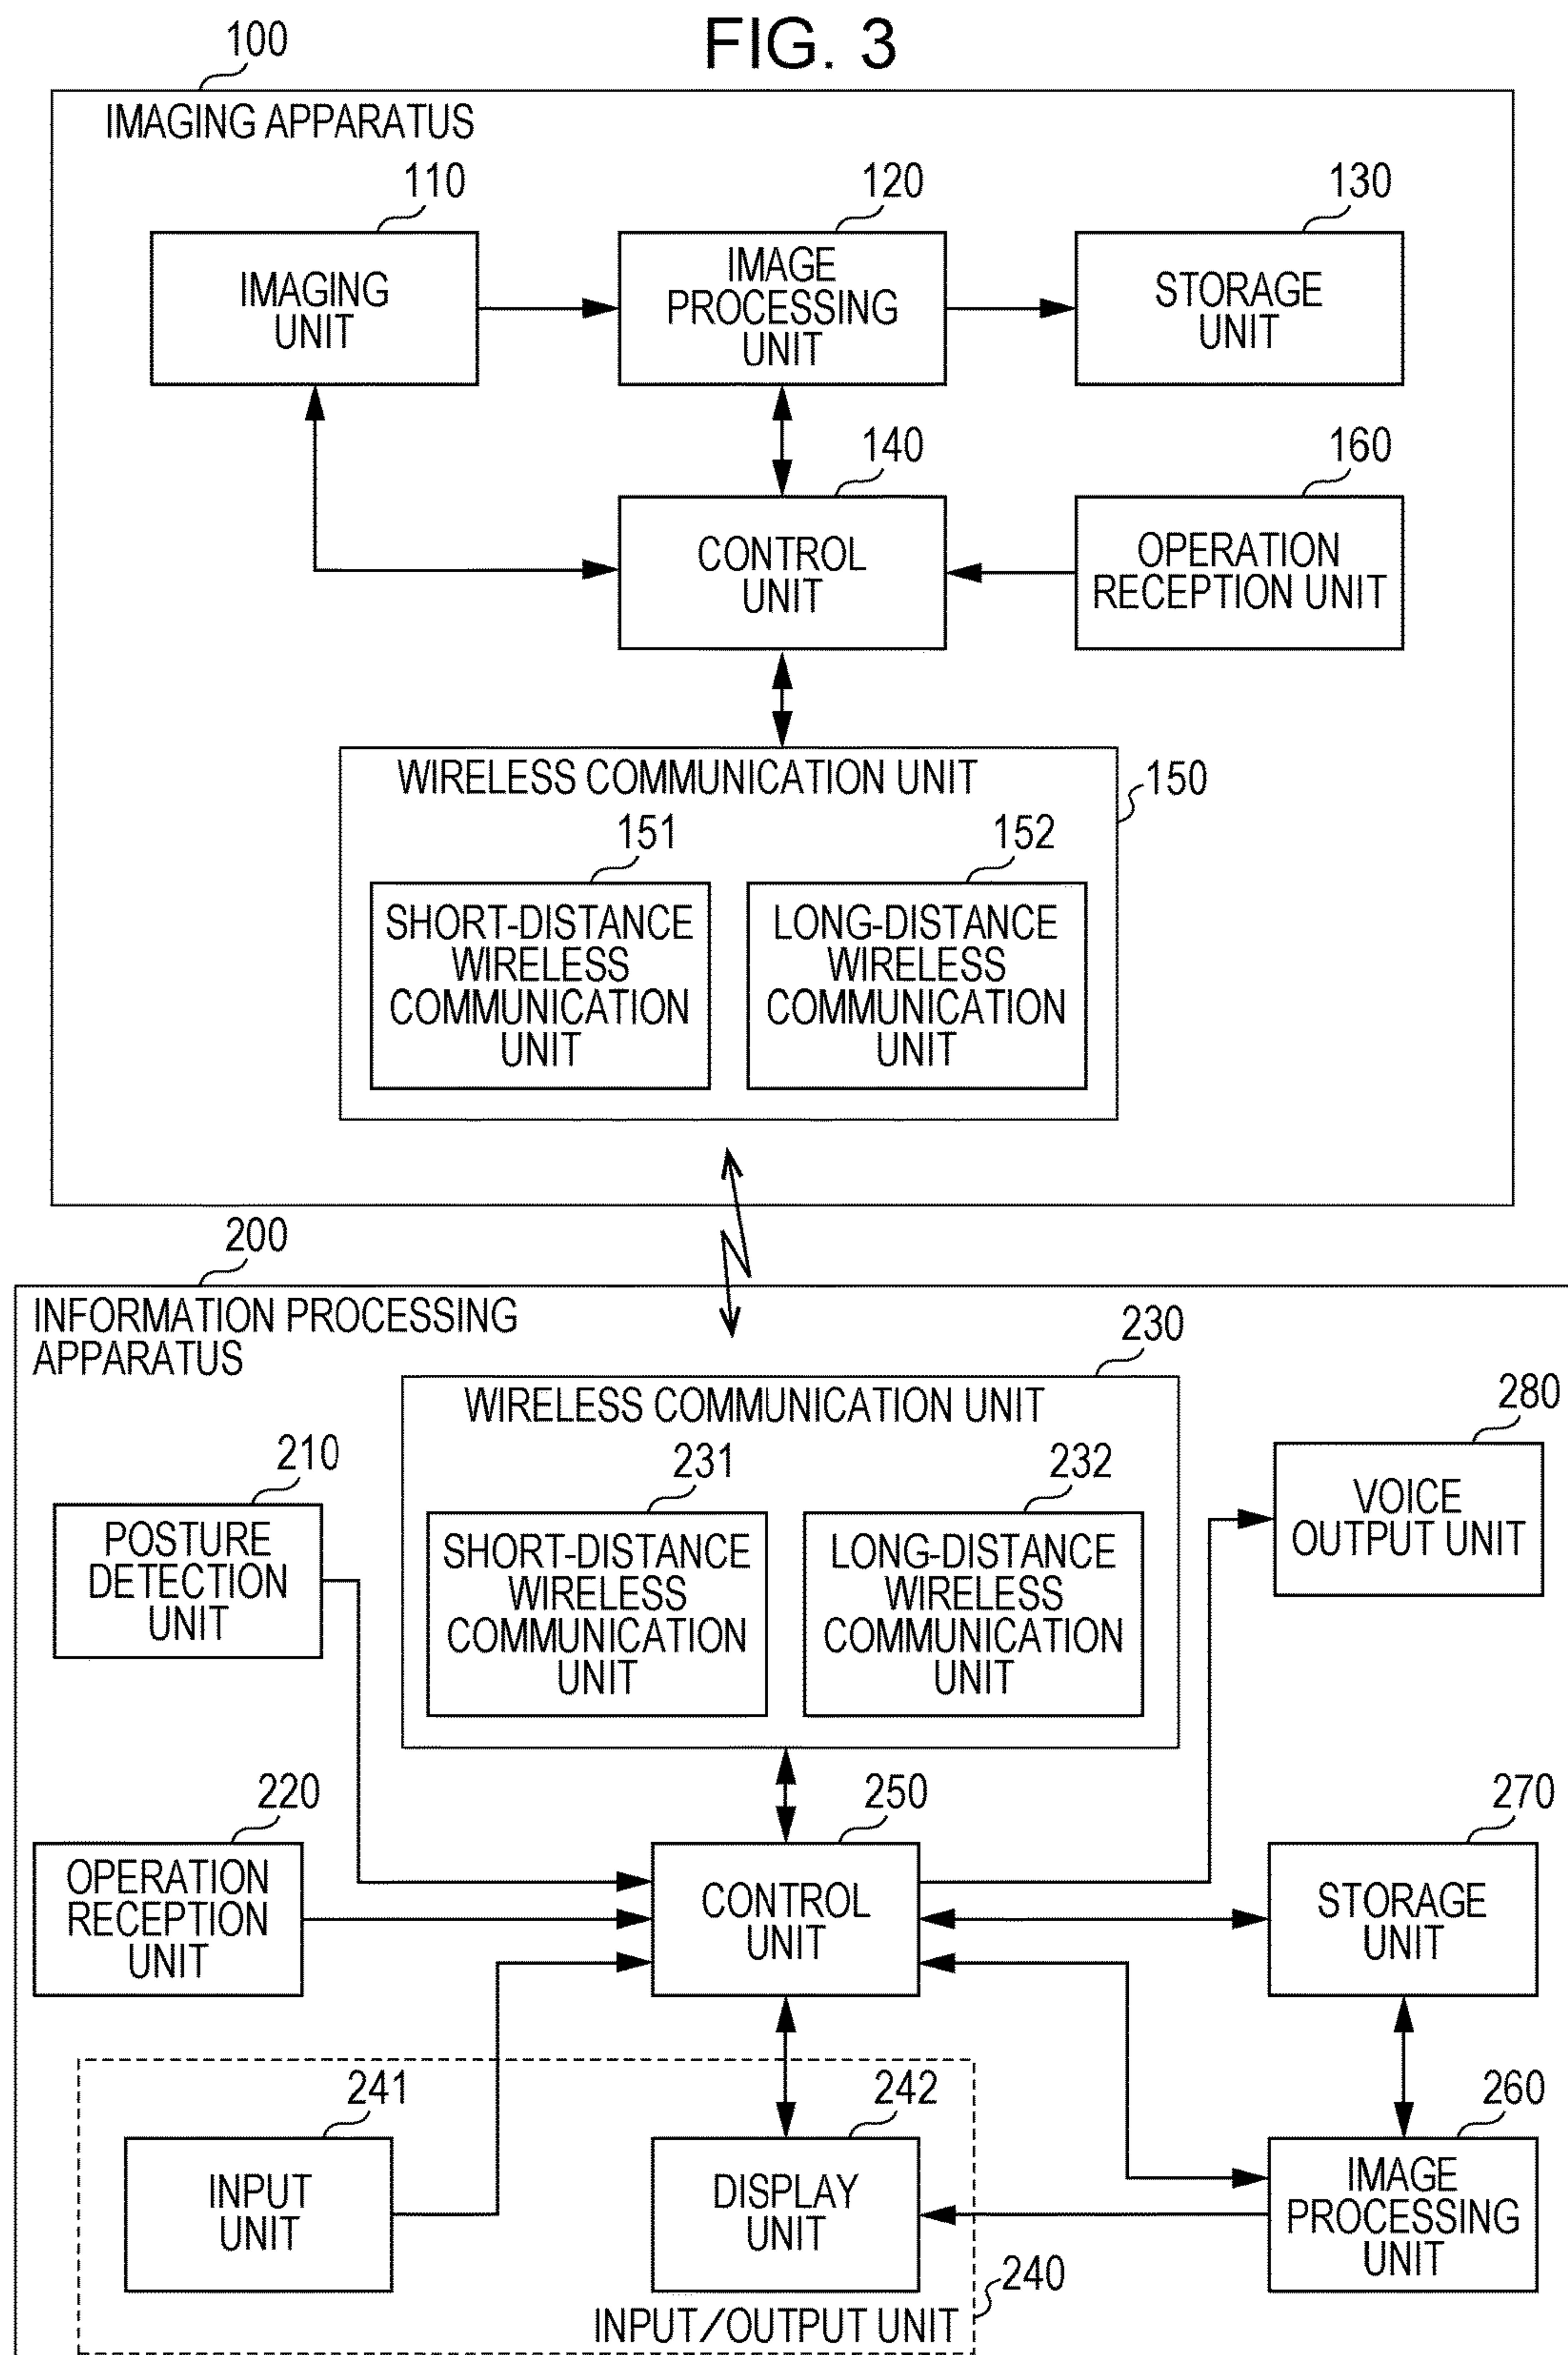 FIG. 3
100
IMAGING APPARATUS
110
120
130
IMAGING
UNIT
IMAGE
PROCESSING
UNIT
STORAGE
UNIT
140
160
CONTROL
UNIT
OPERATION
RECEPTION UNIT
WIRELESS COMMUNICATION UNIT
150
151
152
SHORT-DISTANCE
WIRELESS
COMMUNICATION
UNIT
LONG-DISTANCE
WIRELESS
COMMUNICATION
UNIT
200
INFORMATION PROCESSING
APPARATUS
230
WIRELESS COMMUNICATION UNIT
280
210
231
232
VOICE
OUTPUT UNIT
POSTURE
DETECTION
UNIT
SHORT-DISTANCE
WIRELESS
COMMUNICATION
UNIT
LONG-DISTANCE
WIRELESS
COMMUNICATION
UNIT
220
250
270
OPERATION
RECEPTION
UNIT
CONTROL
UNIT
STORAGE
UNIT
241
242
260
INPUT
UNIT
DISPLAY
UNIT
IMAGE
PROCESSING
UNIT
240
INPUT/OUTPUT UNIT